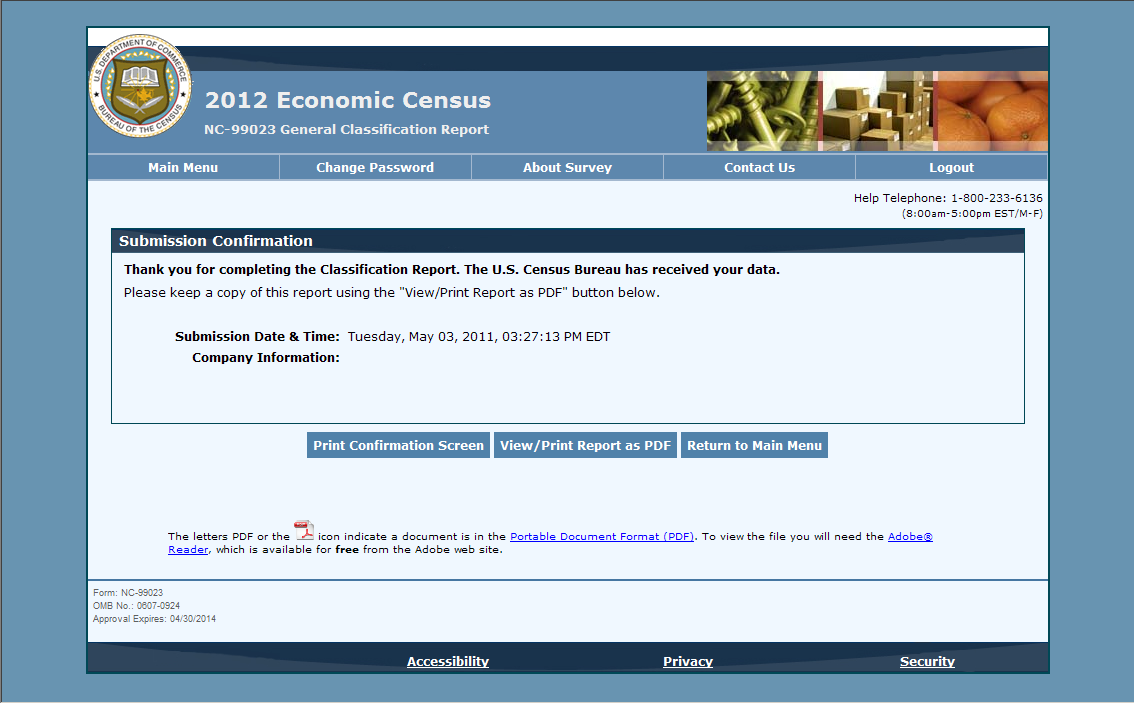 U.S. DEPARTMENT OF COMMERCE
BUREAU OF THE CENSUS
2012 Economic Census
NC-99023 General Classification Report
Main Menu Change Password About Survey Contact Us Logout
Help Telephone: 1-800-233-6136
(8:00am-5:00pm EST/M-F)
Submission Confirmation
Thank you for completing the Classification Report. The U.S. Census Bureau has received your data.
Please keep a copy of this report using the "View/Print Report as PDF" button below.
Submission Date & Time: Tuesday, May 03, 2011, 03:27:13 PM EDT
Company Information:
Print Confirmation Screen View/Print Report as PDF Return to Main Menu
The letters PDF or the icon indicate a document is in the Portable Document Format (PDF). To view the file you will need the Adobe®
Reader, which is available for free from the Adobe web site.
Form: NC-99023
OMB No.: 0607-0924
Approval Expires: 04/30/2014
Accessibility Privacy Security